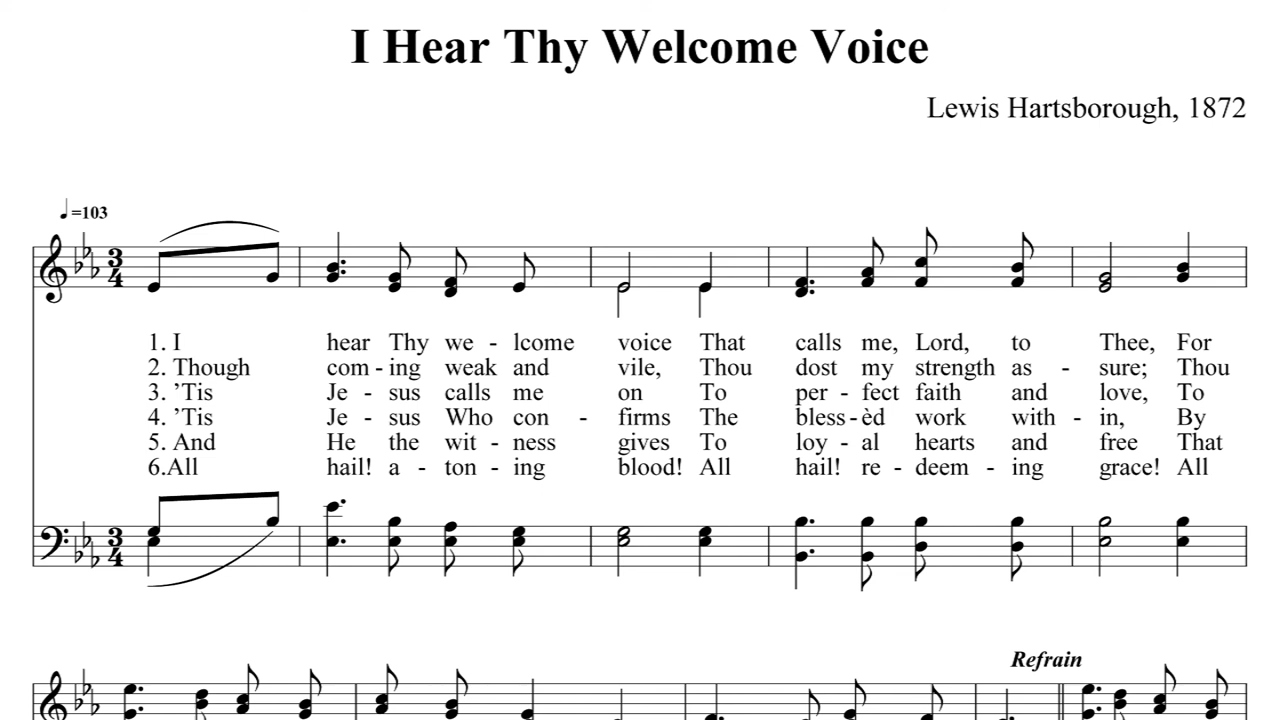 I Hear Thy Welcome Voice
Lewis Hartsborough, 1872
=103
3
4
1. I hear Thy we - lcome voice That calls me, Lord, to Thee, For
2. Though com - ing weak and vile, Thou dost my strength as - sure; Thou
3. ’Tis Je - sus calls me on To per - fect faith and love, To
4. ’Tis Je - sus Who con - firms The bless - èd work with - in, By
5. And He the wit - ness gives To loy - al hearts and free That
6.All hail! a - ton - ing blood! All hail! re - deem - ing grace! All
3
4
Refrain